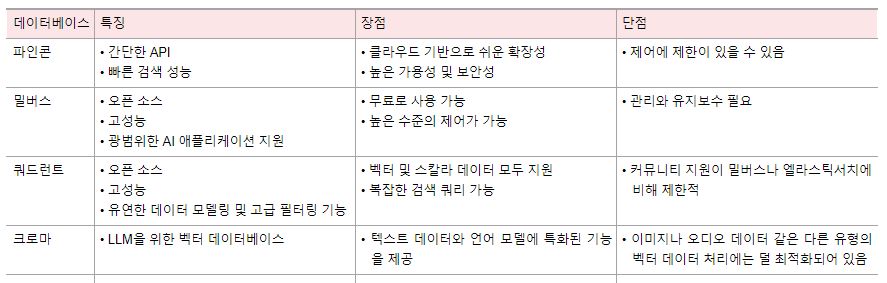 데이터베이스 특징 장점 단점
파인콘
• 간단한 API
• 빠른 검색 성능
• 클라우드 기반으로 쉬운 확장성
• 높은 가용성 및 보안성
• 제어에 제한이 있을 수 있음
밀버스
• 오픈 소스
• 고성능
• 광범위한 AI 애플리케이션 지원
• 무료로 사용 가능
• 높은 수준의 제어가 가능
• 관리와 유지보수 필요
쿼드런트
• 오픈 소스
• 고성능
• 유연한 데이터 모델링 및 고급 필터링 기능
• 벡터 및 스칼라 데이터 모두 지원
• 복잡한 검색 쿼리 가능
• 커뮤니티 지원이 밀버스나 엘라스틱서치에
비해 제한적
크로마
• LLM을 위한 벡터 데이터베이스
• 텍스트 데이터와 언어 모델에 특화된 기능
을 제공
• 이미지나 오디오 데이터 같은 다른 유형의
벡터 데이터 처리에는 덜 최적화되어 있음